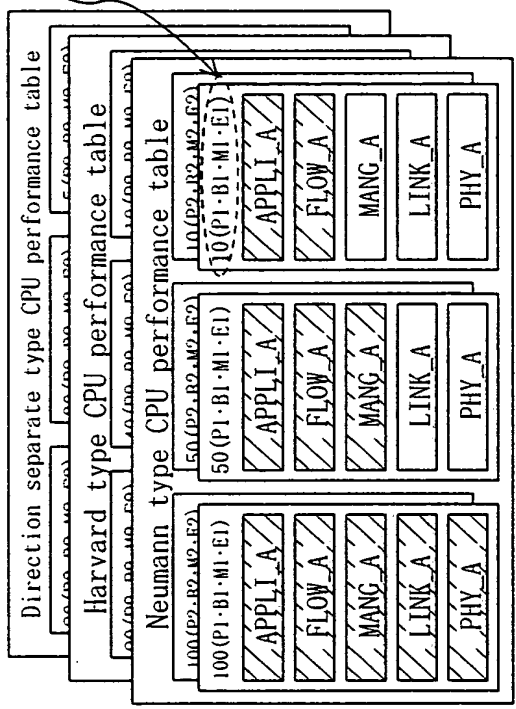 Direction separate type CPU performance table
Harvard type CPU performance table
Neumann type CPU performance table
100(P2·B2·M2·E2)
100(P1·B1·M1·E1)
APPLI_A
FLOW_A
MANG_A
LINK_A
PHY_A
50(P2·B2·M2·E2)
50(P1·B1·M1·E1)
APPLI_A
FLOW_A
MANG_A
LINK_A
PHY_A
10(P2·B2·M2·E2)
10(P1·B1·M1·E1)
APPLI_A
FLOW_A
MANG_A
LINK_A
PHY_A